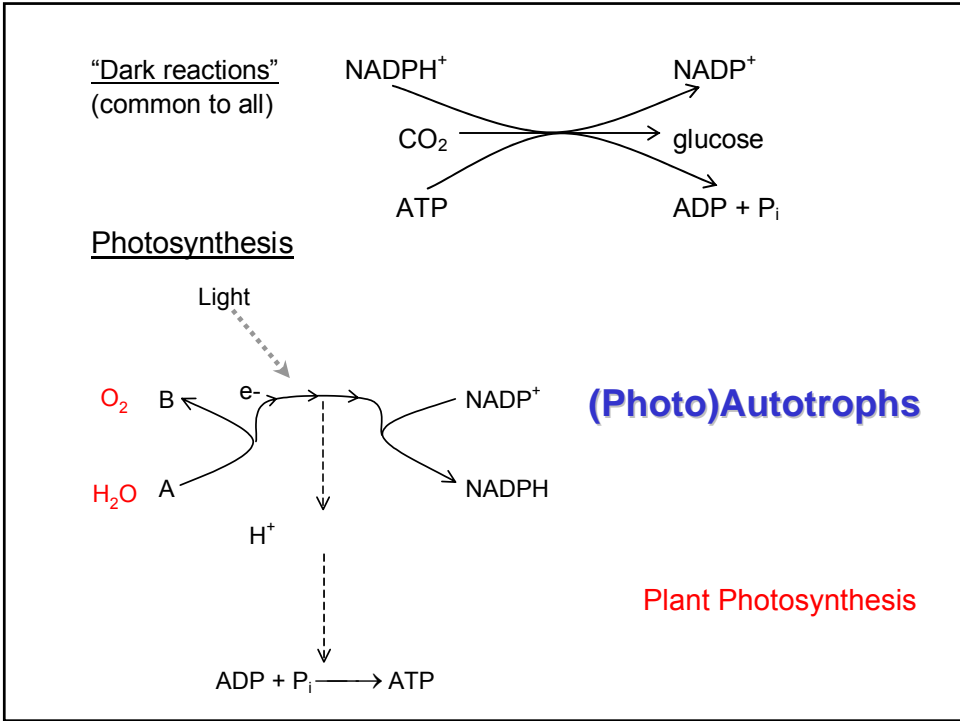 “Dark reactions” NADPH⁺ NADP⁺
(common to all)
CO₂ glucose
ATP ADP + Pᵢ
Photosynthesis
Light
O₂ B e- NADP⁺ (Photo)Autotrophs
H₂O A NADPH
H⁺
Plant Photosynthesis
ADP + Pᵢ ATP